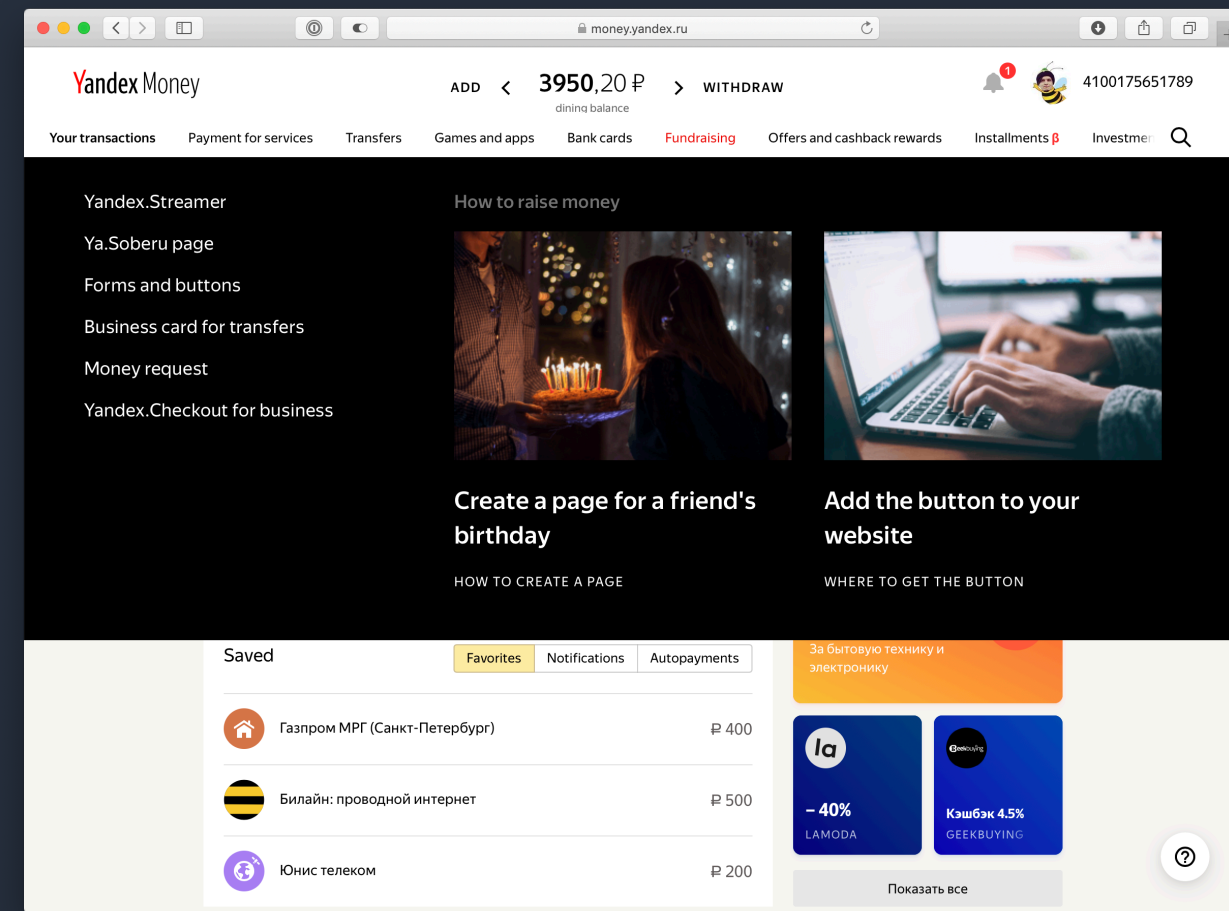 money.yandex.ru
Yandex Money
ADD
3950,20 ₽
WITHDRAW
dining balance
1
4100175651789
Your transactions
Payment for services
Transfers
Games and apps
Bank cards
Fundraising
Offers and cashback rewards
Installments β
Yandex.Streamer
Ya.Soberu page
Forms and buttons
Business card for transfers
Money request
Yandex.Checkout for business
How to raise money
Create a page for a friend's
birthday
HOW TO CREATE A PAGE
Add the button to your
website
WHERE TO GET THE BUTTON
Saved
Favorites
Notifications
Autopayments
Газпром МРГ (Санкт-Петербург)
₽ 400
Билайн: проводной интернет
₽ 500
Юнис телеком
₽ 200
За бытовую технику и
электронику
la
– 40%
LAMODA
Geekbuying
Кэшбэк 4.5%
GEEKBUYING
Показать все